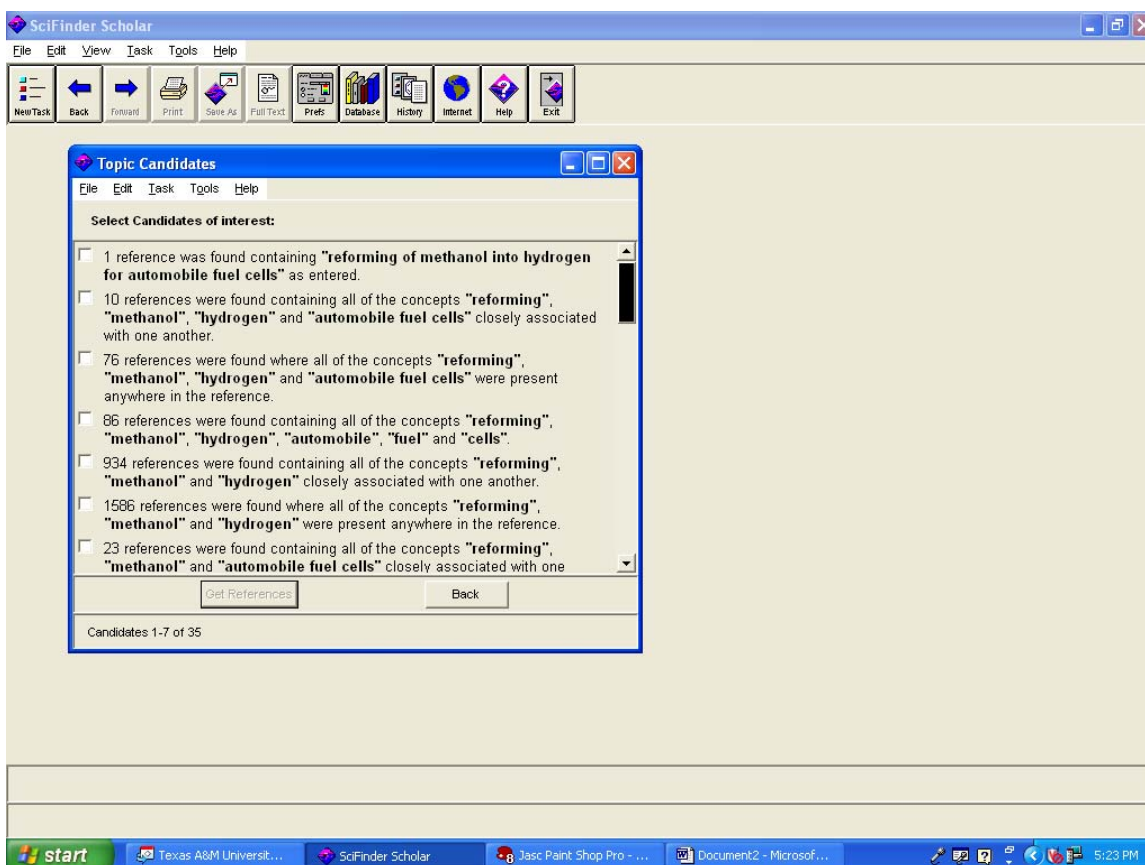 SciFinder Scholar
File Edit View Task Tools Help
New Task Back Forward Print Save As Full Text Prefs Database History Internet Help Exit
Topic Candidates
File Edit Task Tools Help
Select Candidates of interest:
1 reference was found containing "reforming of methanol into hydrogen
for automobile fuel cells" as entered.
10 references were found containing all of the concepts "reforming",
"methanol", "hydrogen" and "automobile fuel cells" closely associated
with one another.
76 references were found where all of the concepts "reforming",
"methanol", "hydrogen" and "automobile fuel cells" were present
anywhere in the reference.
86 references were found containing all of the concepts "reforming",
"methanol", "hydrogen", "automobile", "fuel" and "cells".
934 references were found containing all of the concepts "reforming",
"methanol" and "hydrogen" closely associated with one another.
1586 references were found where all of the concepts "reforming",
"methanol" and "hydrogen" were present anywhere in the reference.
23 references were found containing all of the concepts "reforming",
"methanol" and "automobile fuel cells" closely associated with one
Get References Back
Candidates 1-7 of 35
start Texas A&M Universit... SciFinder Scholar Jasc Paint Shop Pro - ... Document2 - Microsof... 5:23 PM